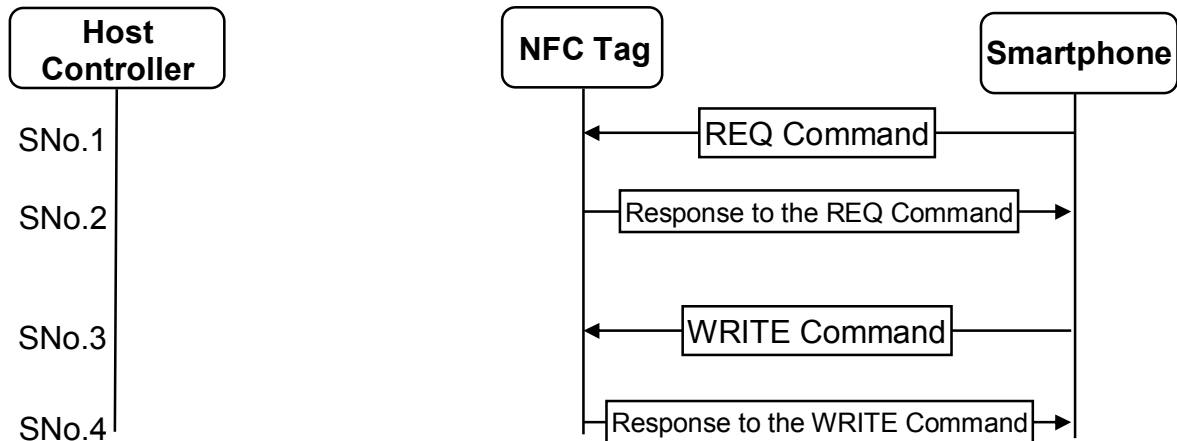 Host
Controller
NFC Tag
Smartphone
SNo.1
REQ Command
SNo.2
Response to the REQ Command
SNo.3
WRITE Command
SNo.4
Response to the WRITE Command